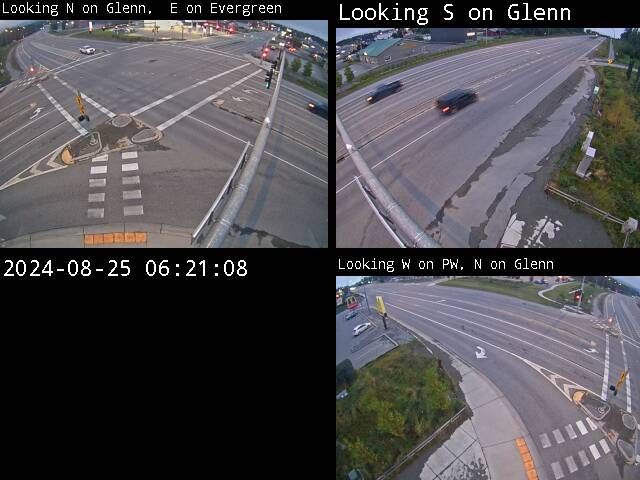 Looking N on Glenn,  E on Evergreen
Looking S on Glenn
2024-08-25 06:21:08
Looking W on PW, N on Glenn